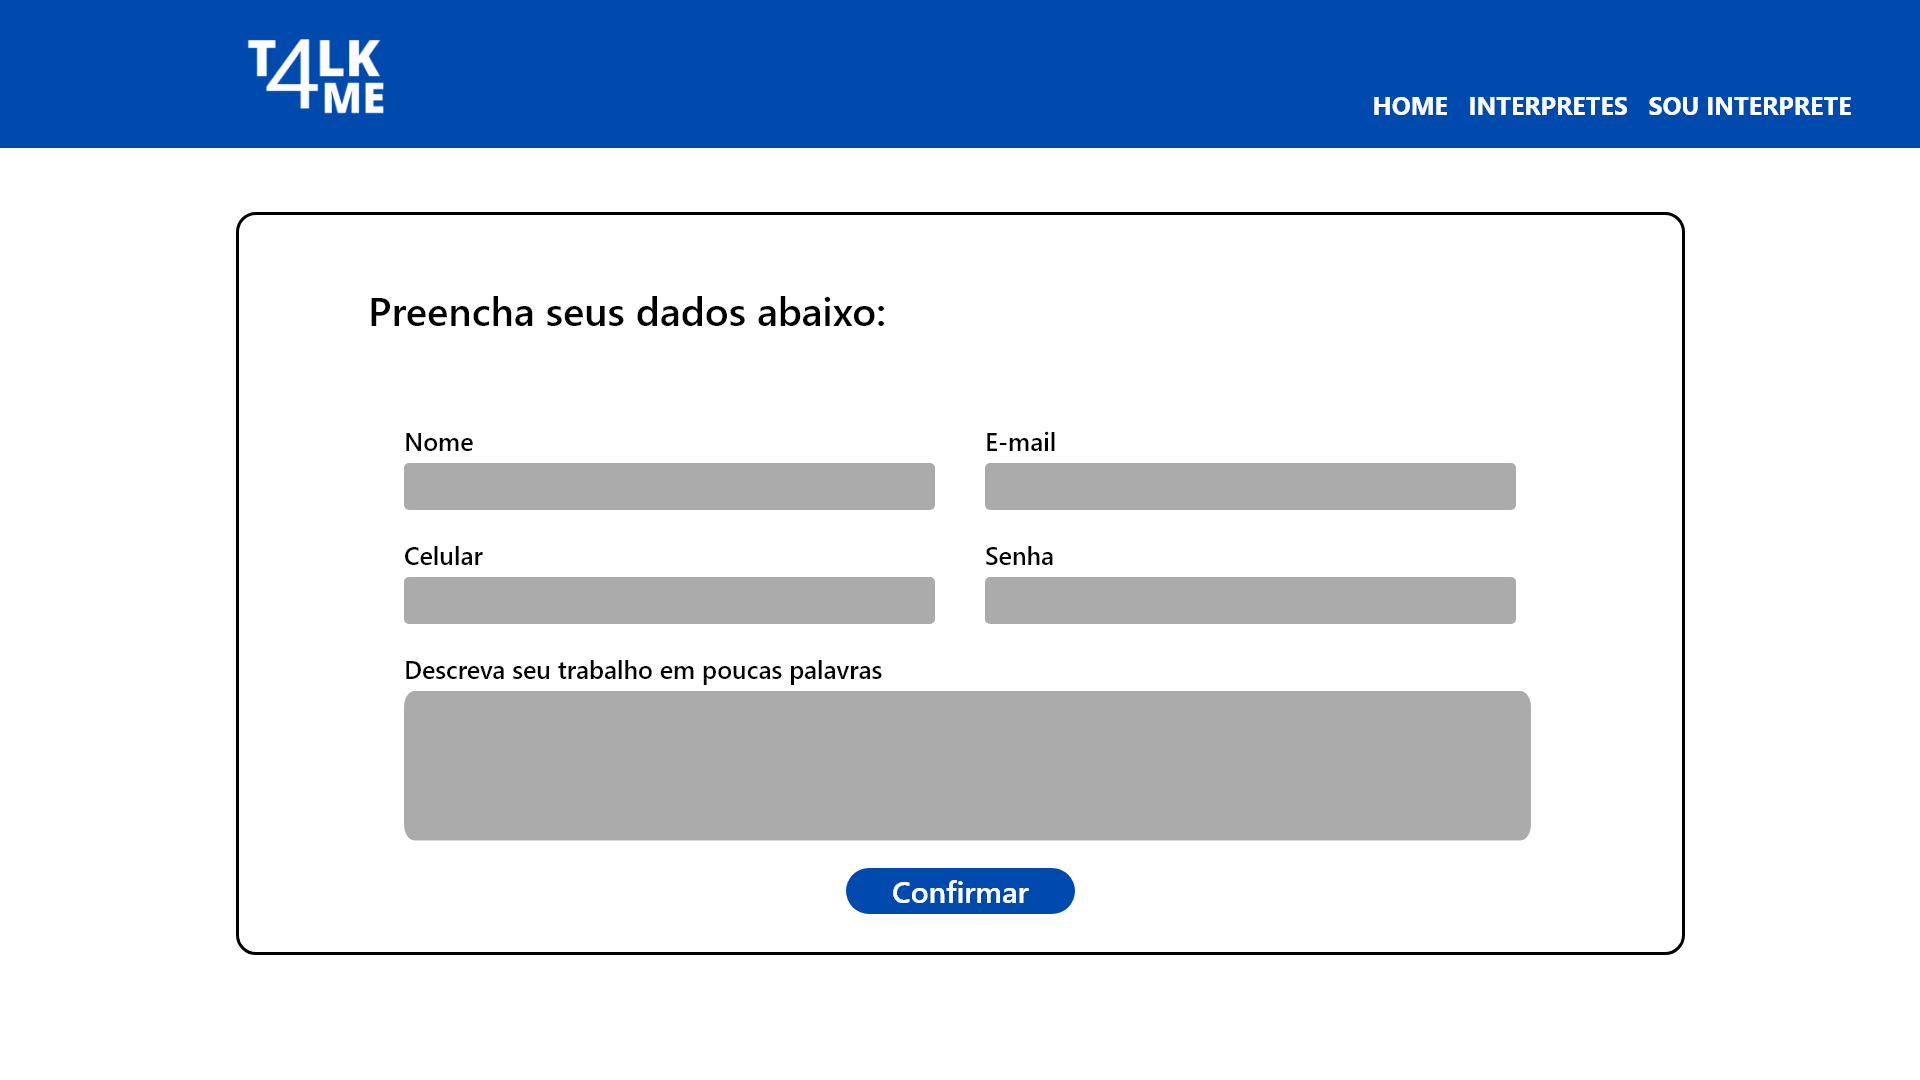 T4LK
ME
HOME INTERPRETES SOU INTERPRETE
Preencha seus dados abaixo:
Nome
E-mail
Celular
Senha
Descreva seu trabalho em poucas palavras
Confirmar